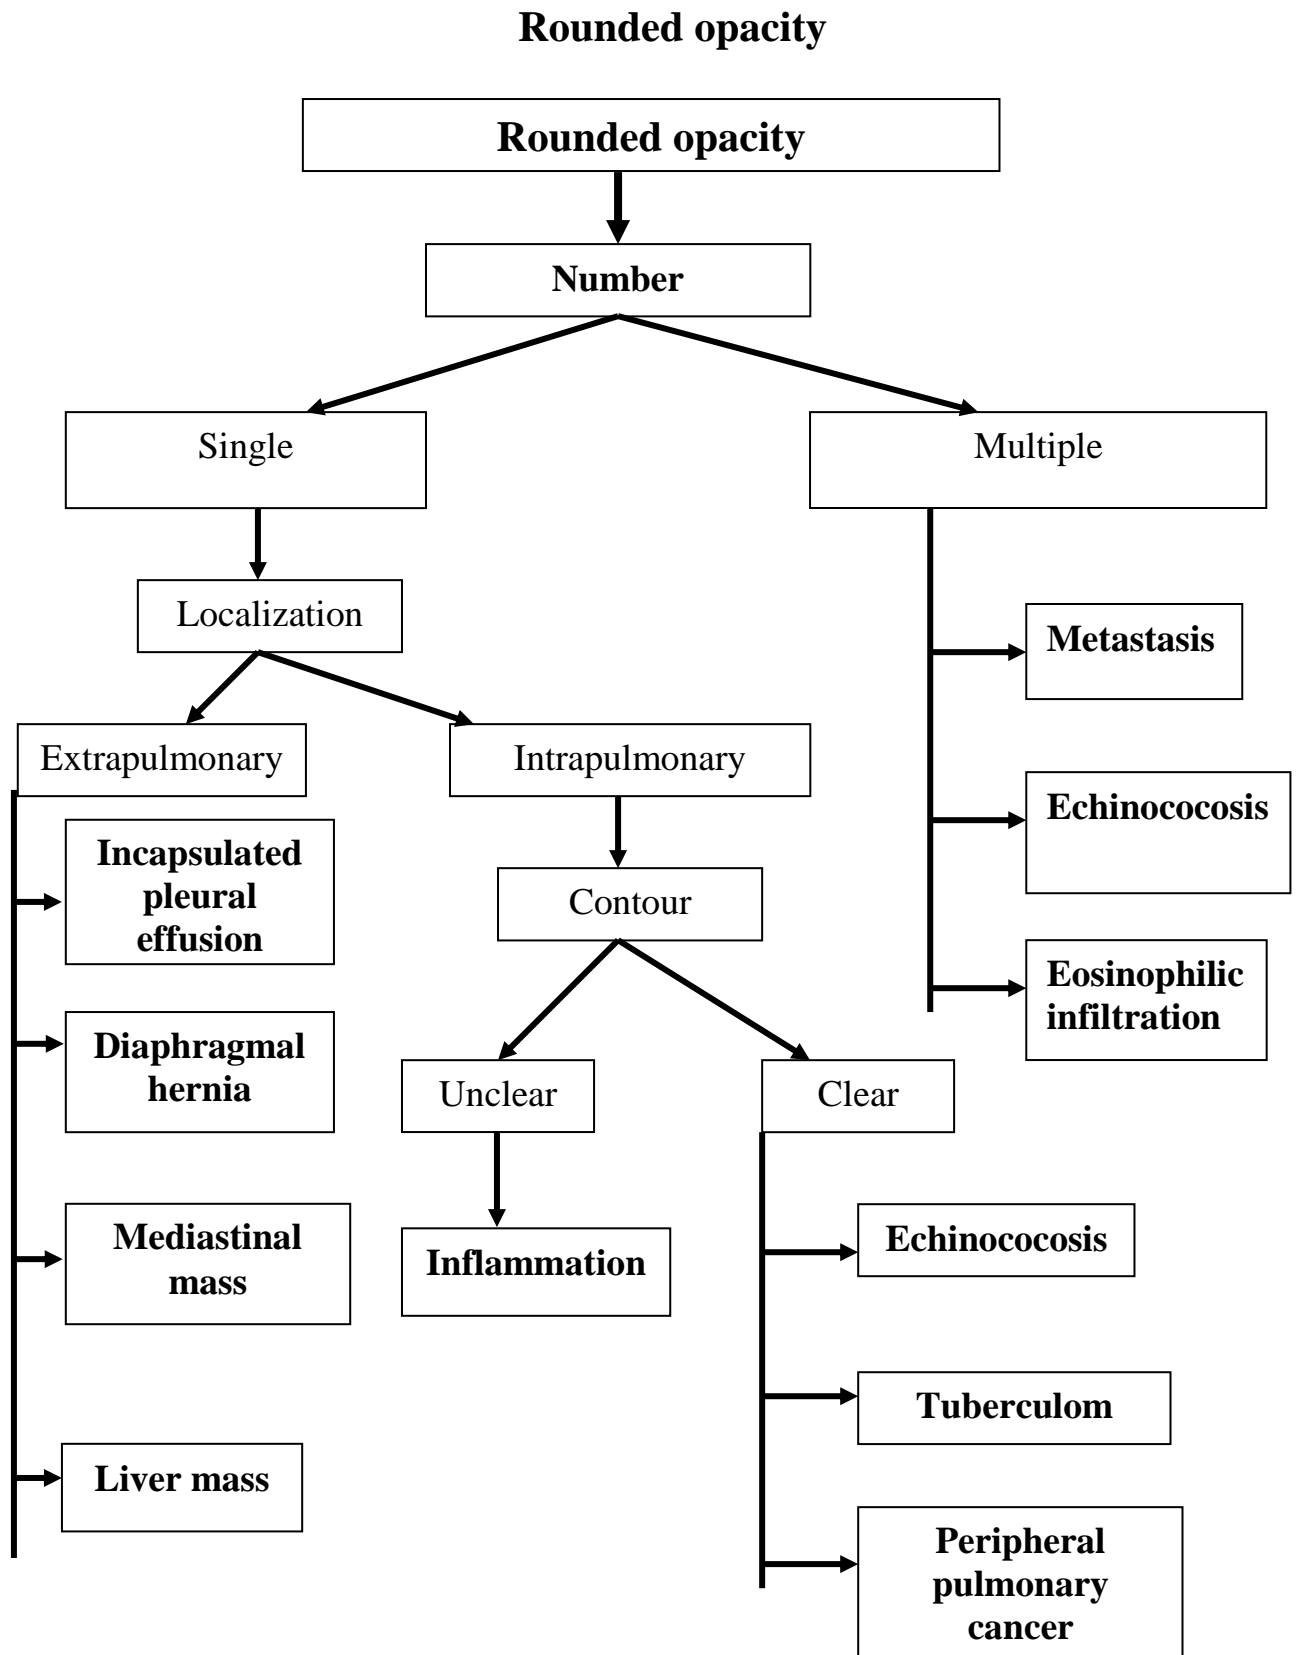 Rounded opacity
Rounded opacity
Number
Single
Multiple
Localization
Metastasis
Extrapulmonary
Intrapulmonary
Echinococosis
Incapsulated
pleural
effusion
Contour
Eosinophilic
infiltration
Diaphragmal
hernia
Unclear
Clear
Mediastinal
mass
Inflammation
Echinococosis
Tuberculom
Liver mass
Peripheral
pulmonary
cancer